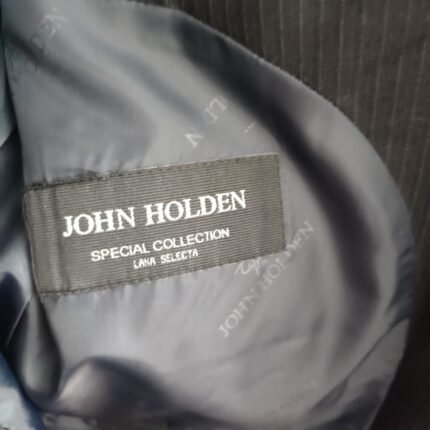 JOHN HOLDEN
SPECIAL COLLECTION
LANA SELECTA
JOHN HOLDEN